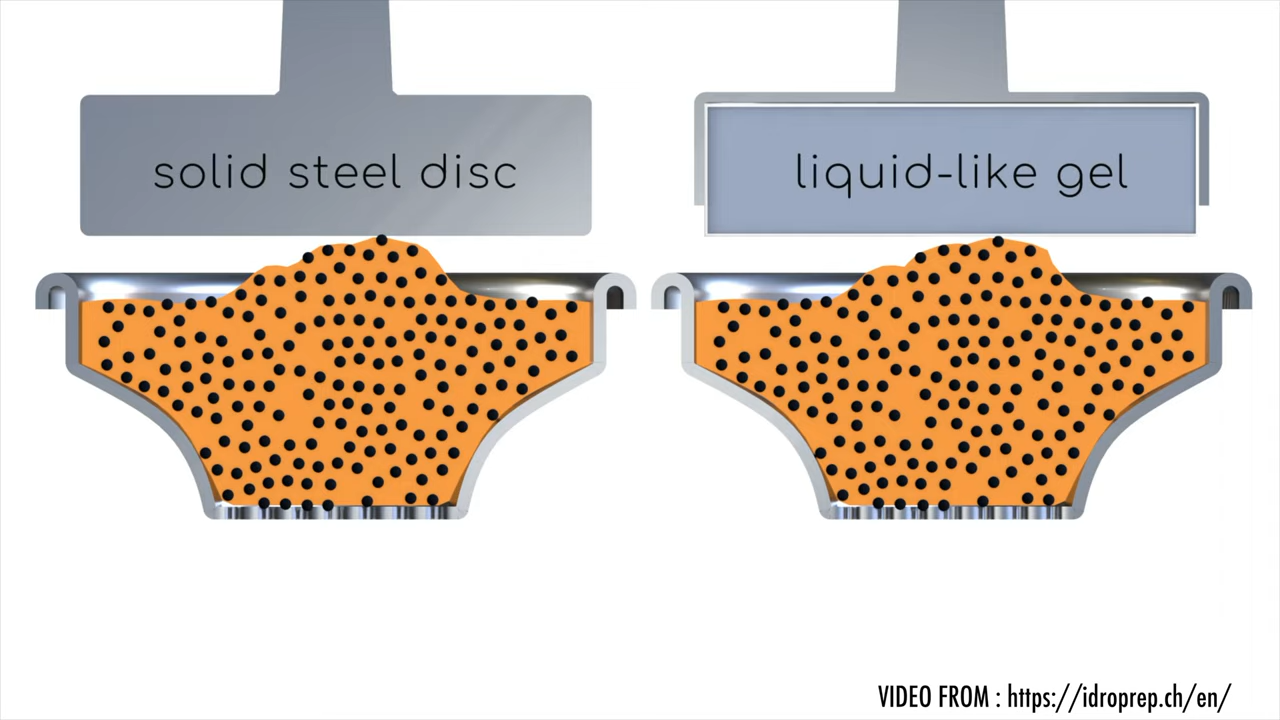 solid steel disc
liquid-like gel
VIDEO FROM : https://idroprep.ch/en/